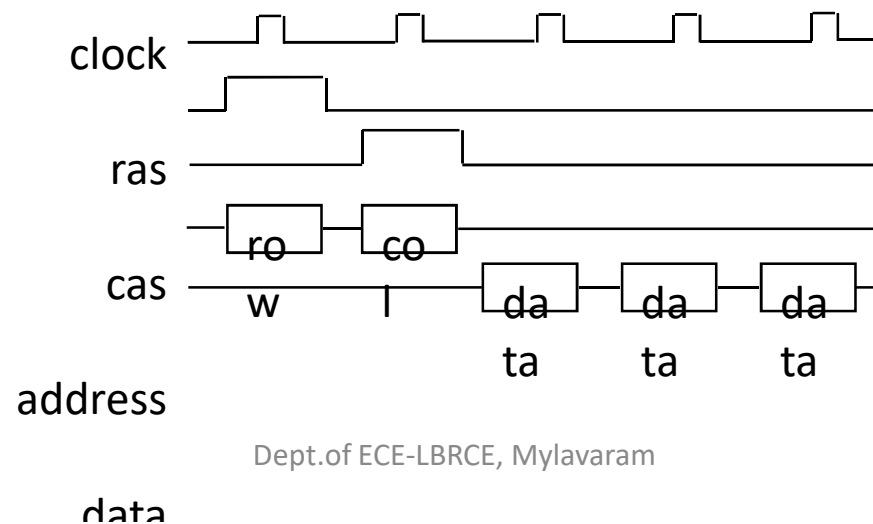 clock
ras
ro
w
co
l
cas
da
ta
da
ta
da
ta
address
Dept.of ECE-LBRCE, Mylavaram
data